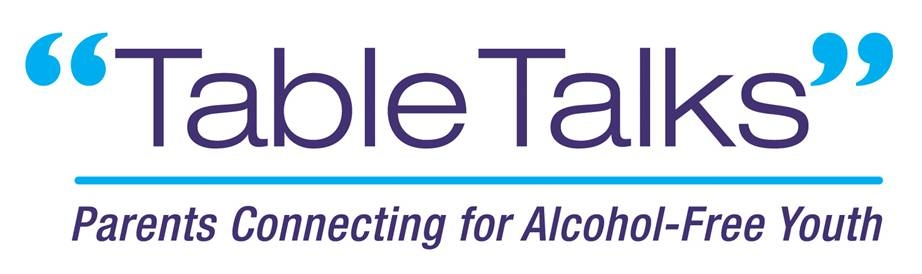 “Table Talks”
Parents Connecting for Alcohol-Free Youth